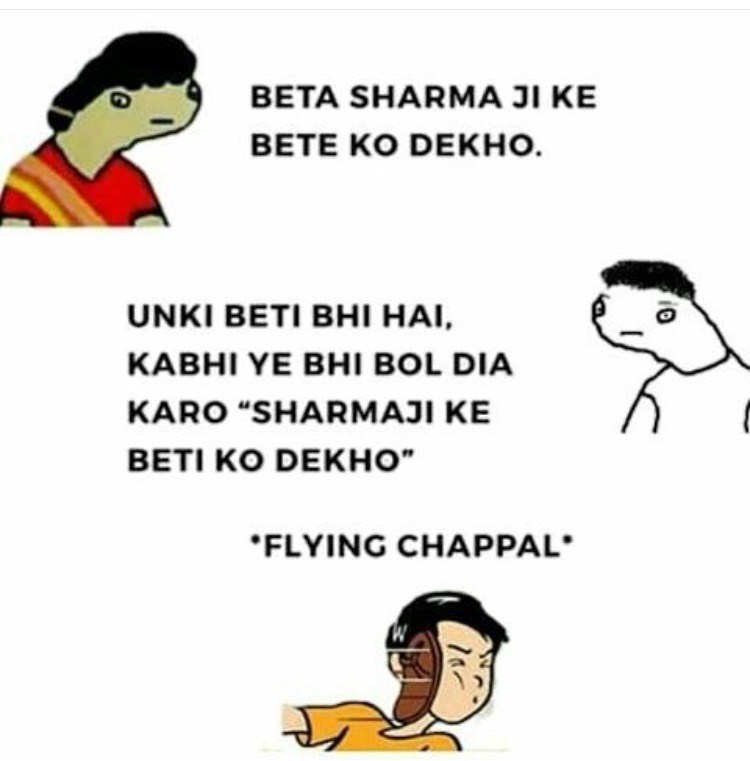 BETA SHARMA JI KE
BETE KO DEKHO.
UNKI BETI BHI HAI,
KABHI YE BHI BOL DIA
KARO “SHARMAJI KE
BETI KO DEKHO”
*FLYING CHAPPAL*
W